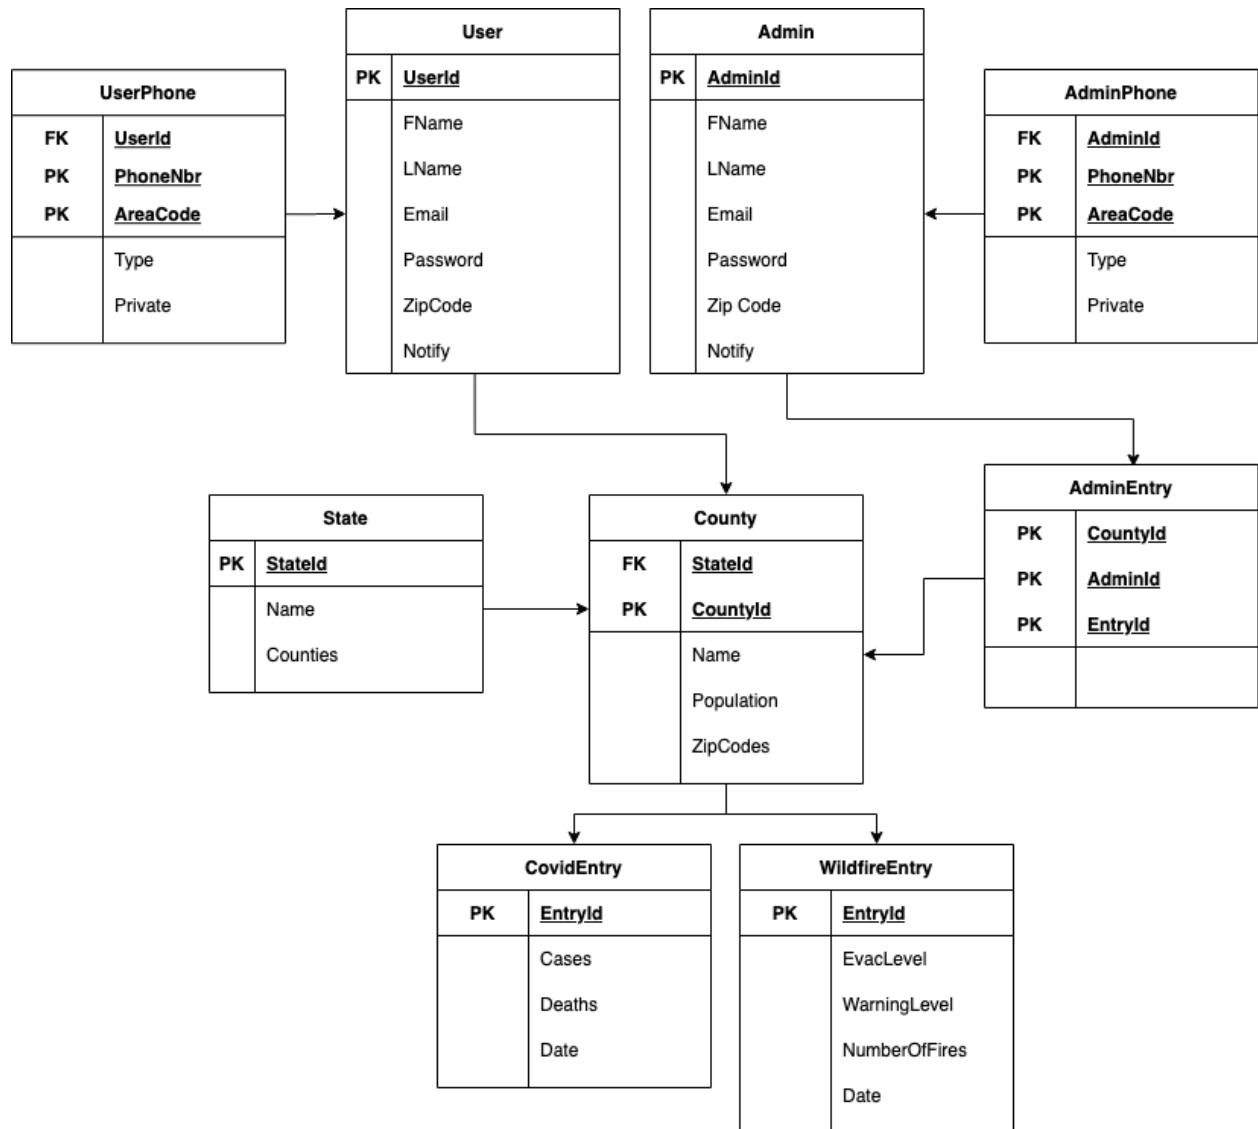 User
PK UserId
FName
LName
Email
Password
ZipCode
Notify
Admin
PK AdminId
FName
LName
Email
Password
Zip Code
Notify
UserPhone
FK UserId
PK PhoneNbr
PK AreaCode
Type
Private
AdminPhone
FK AdminId
PK PhoneNbr
PK AreaCode
Type
Private
State
PK StateId
Name
Counties
County
FK StateId
PK CountyId
Name
Population
ZipCodes
AdminEntry
PK CountyId
PK AdminId
PK EntryId
CovidEntry
PK EntryId
Cases
Deaths
Date
WildfireEntry
PK EntryId
EvacLevel
WarningLevel
NumberOfFires
Date